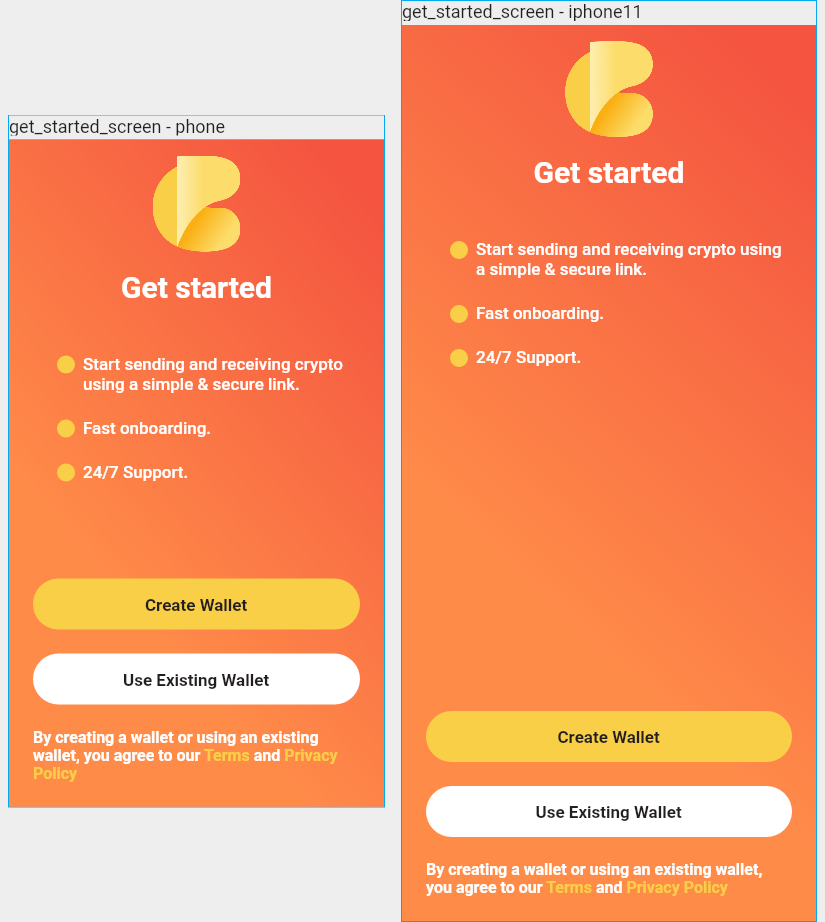 get_started_screen - phone
Get started
Start sending and receiving crypto
using a simple & secure link.
Fast onboarding.
24/7 Support.
Create Wallet
Use Existing Wallet
By creating a wallet or using an existing
wallet, you agree to our Terms and Privacy
Policy
get_started_screen - iphone11
Get started
Start sending and receiving crypto using
a simple & secure link.
Fast onboarding.
24/7 Support.
Create Wallet
Use Existing Wallet
By creating a wallet or using an existing wallet,
you agree to our Terms and Privacy Policy